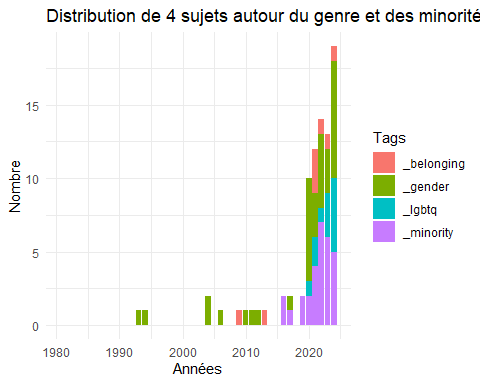 Distribution de 4 sujets autour du genre et des minorité
15
10
5
0
Nombre
1980 1990 2000 2010 2020
Années
Tags
_belonging
_gender
_lgbtq
_minority